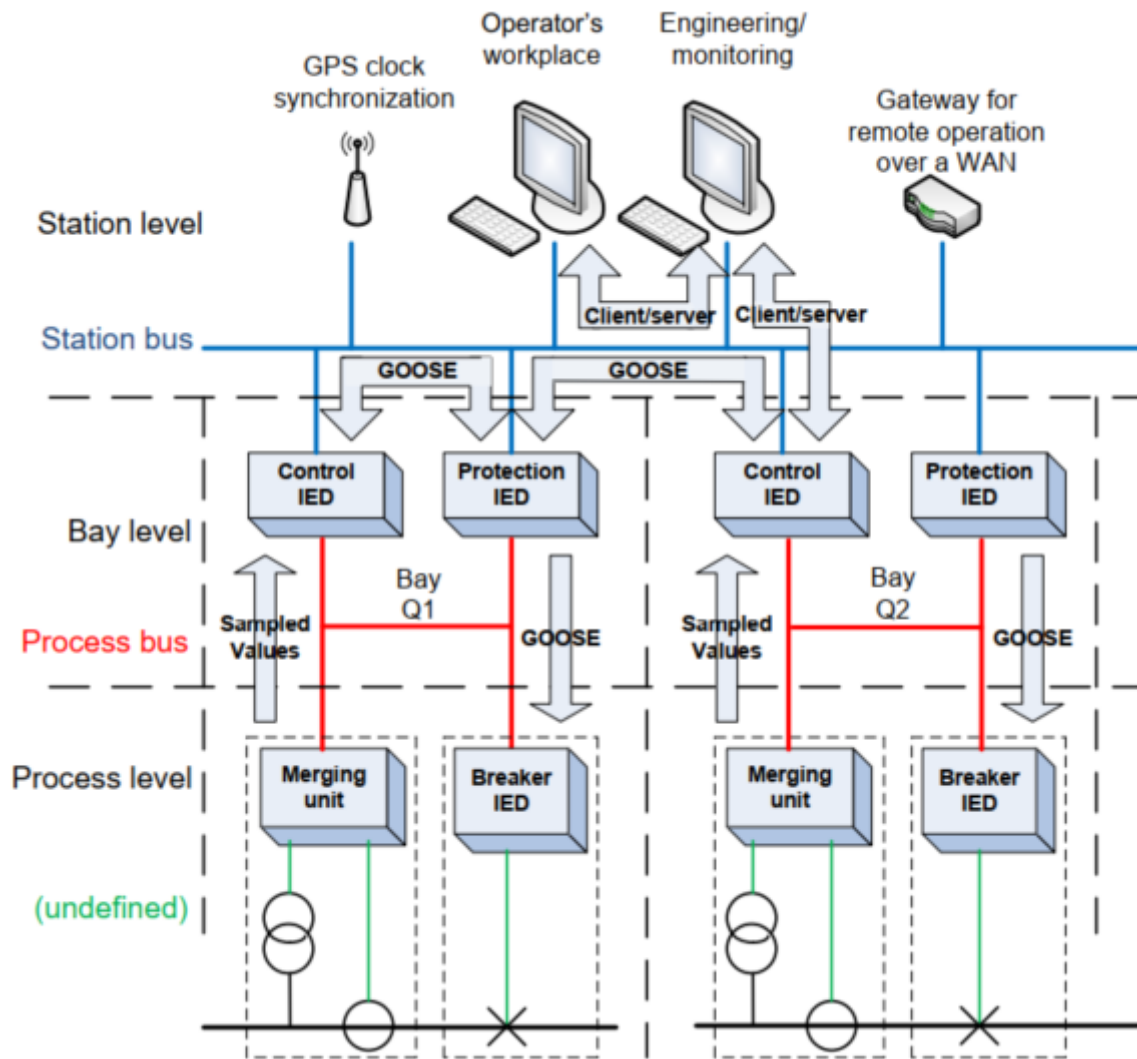 Operator's
workplace
Engineering/
monitoring
GPS clock
synchronization
Gateway for
remote operation
over a WAN
Station level
Client/server
Client/server
Station bus
GOOSE
GOOSE
Control
IED
Protection
IED
Control
IED
Protection
IED
Bay level
Bay
Q1
Bay
Q2
Process bus
Sampled
Values
GOOSE
Sampled
Values
GOOSE
Process level
Merging
unit
Breaker
IED
Merging
unit
Breaker
IED
(undefined)